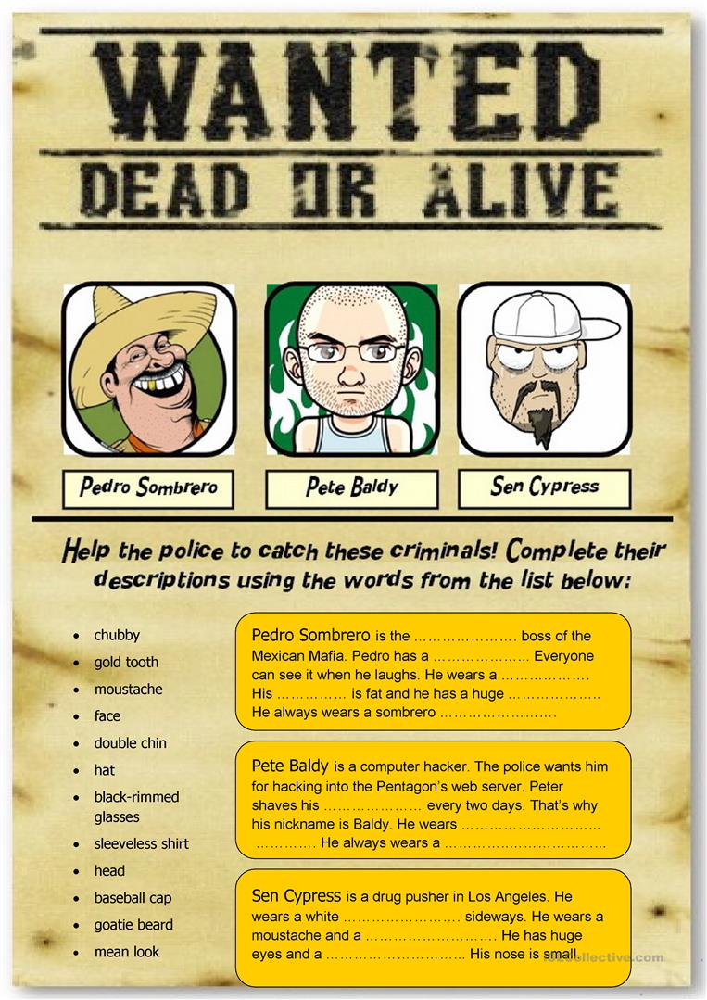 WANTED
DEAD OR ALIVE
Pedro Sombrero
Pete Baldy
Sen Cypress
Help the police to catch these criminals! Complete their
descriptions using the words from the list below:
• chubby
• gold tooth
• moustache
• face
• double chin
• hat
• black-rimmed
glasses
• sleeveless shirt
• head
• baseball cap
• goatie beard
• mean look
Pedro Sombrero is the …………………. boss of the
Mexican Mafia. Pedro has a ………………… Everyone
can see it when he laughs. He wears a ……………….
His …………… is fat and he has a huge ………………..
He always wears a sombrero …………………….
Pete Baldy is a computer hacker. The police wants him
for hacking into the Pentagon's web server. Peter
shaves his ………………… every two days. That's why
his nickname is Baldy. He wears …………………………
…………. He always wears a ………………………………
Sen Cypress is a drug pusher in Los Angeles. He
wears a white ……………………. sideways. He wears a
moustache and a ………………………. He has huge
eyes and a ………………………… His nose is small.
iSLCollective.com